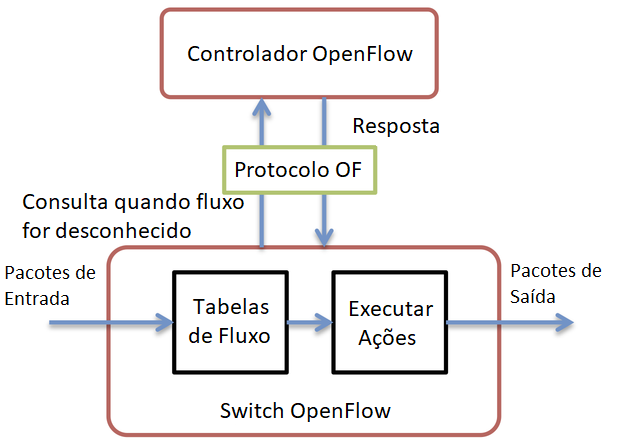 Controlador OpenFlow
Resposta
Protocolo OF
Consulta quando fluxo
for desconhecido
Pacotes de
Entrada
Tabelas
de Fluxo
Executar
Ações
Pacotes de
Saída
Switch OpenFlow